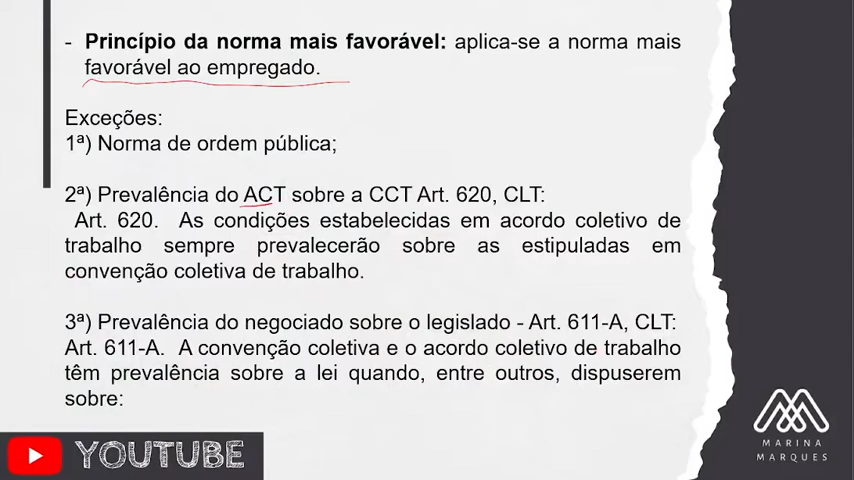 - Princípio da norma mais favorável: aplica-se a norma mais
favorável ao empregado.
Exceções:
1ª) Norma de ordem pública;
2ª) Prevalência do ACT sobre a CCT Art. 620, CLT:
Art. 620. As condições estabelecidas em acordo coletivo de
trabalho sempre prevalecerão sobre as estipuladas em
convenção coletiva de trabalho.
3ª) Prevalência do negociado sobre o legislado - Art. 611-A, CLT:
Art. 611-A. A convenção coletiva e o acordo coletivo de trabalho
têm prevalência sobre a lei quando, entre outros, dispuserem
sobre:
YOUTUBE
MARINA
MARQUES